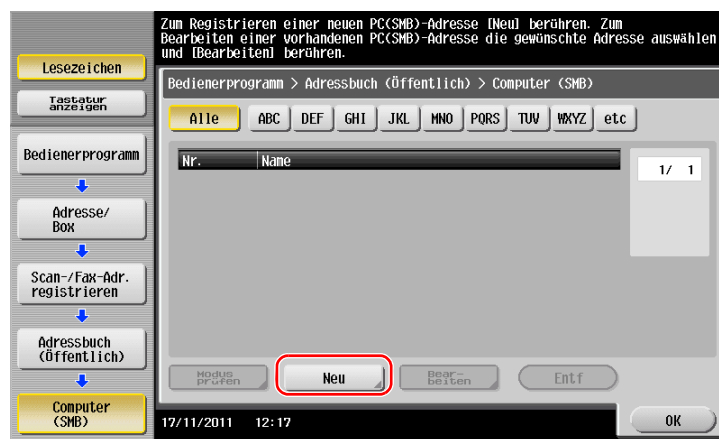 Zum Registrieren einer neuen PC(SMB)-Adresse [Neu] berühren. Zum
Bearbeiten einer vorhandenen PC(SMB)-Adresse die gewünschte Adresse auswählen
und [Bearbeiten] berühren.
Lesezeichen
Tastatur
anzeigen
Bedienerprogramm
Adresse/
Box
Scan-/Fax-Adr.
registrieren
Adressbuch
(Öffentlich)
Computer
(SMB)
Bedienerprogramm > Adressbuch (Öffentlich) > Computer (SMB)
Alle ABC DEF GHI JKL MNO PQRS TUV WXYZ etc
Nr. Name
1/ 1
Modus
prüfen
Neu
Bear-
beiten
Entf
17/11/2011 12:17
OK